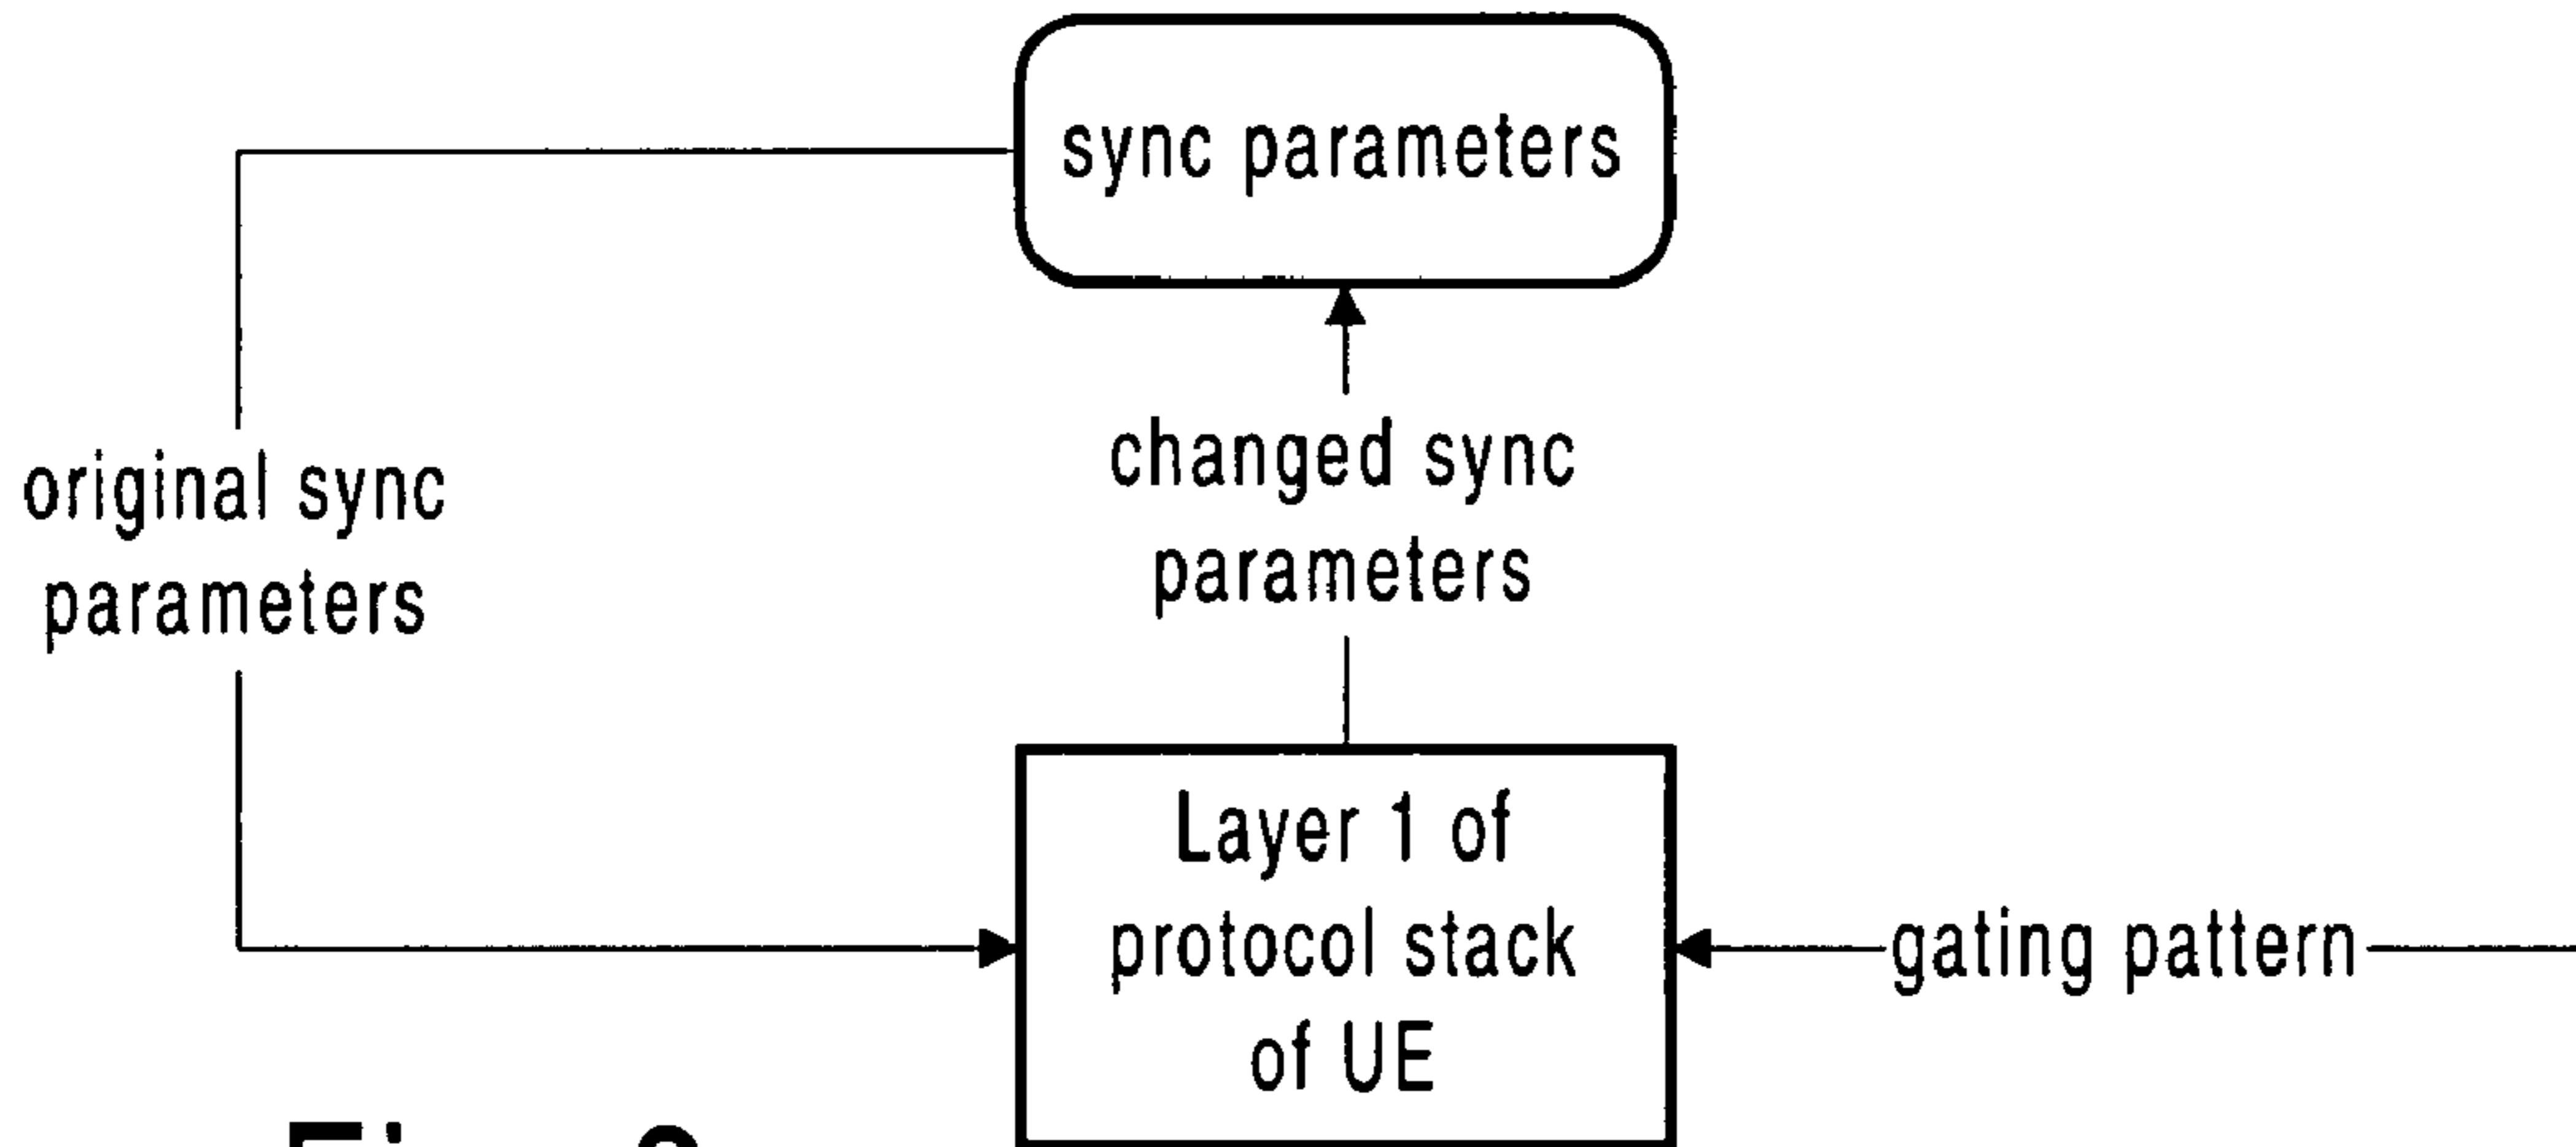 sync parameters
changed sync
parameters
original sync
parameters
Layer 1 of
protocol stack
of UE
gating pattern